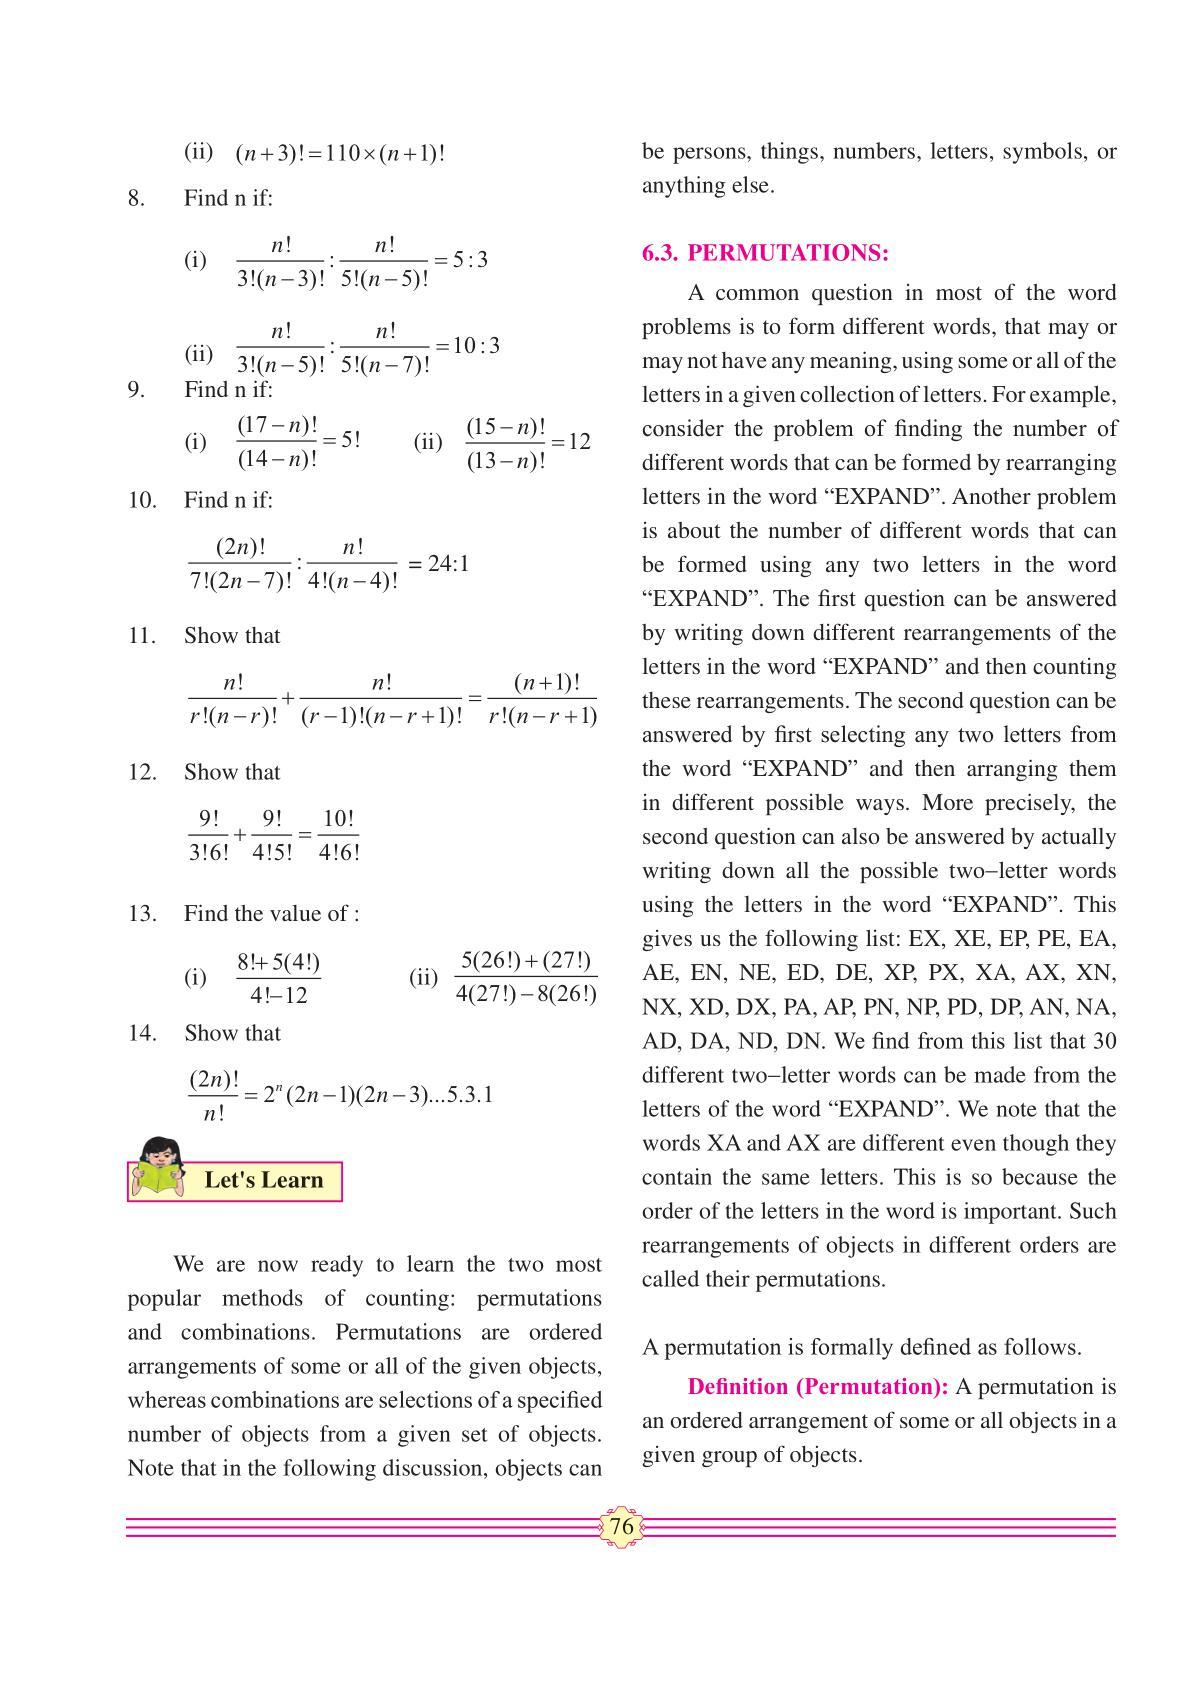 (ii) (n+3)!=110×(n+1)!
8. Find n if:
(i) n!/3!(n−3)! : n!/5!(n−5)! = 5:3
(ii) n!/3!(n−5)! : n!/5!(n−7)! = 10:3
9. Find n if:
(i) (17−n)!/(14−n)! = 5! (ii) (15−n)!/(13−n)! = 12
10. Find n if:
(2n)!/7!(2n−7)! : n!/4!(n−4)! = 24:1
11. Show that
n!/r!(n−r)! + n!/(r−1)!(n−r+1)! = (n+1)!/r!(n−r+1)
12. Show that
9!/3!6! + 9!/4!5! = 10!/4!6!
13. Find the value of :
(i) 8!+5(4!)/4!−12 (ii) 5(26!)+(27!)/4(27!)−8(26!)
14. Show that
(2n)!/n! = 2ⁿ(2n−1)(2n−3)...5.3.1
Let's Learn
We are now ready to learn the two most
popular methods of counting: permutations
and combinations. Permutations are ordered
arrangements of some or all of the given objects,
whereas combinations are selections of a specified
number of objects from a given set of objects.
Note that in the following discussion, objects can
be persons, things, numbers, letters, symbols, or
anything else.
6.3. PERMUTATIONS:
A common question in most of the word
problems is to form different words, that may or
may not have any meaning, using some or all of the
letters in a given collection of letters. For example,
consider the problem of finding the number of
different words that can be formed by rearranging
letters in the word “EXPAND”. Another problem
is about the number of different words that can
be formed using any two letters in the word
“EXPAND”. The first question can be answered
by writing down different rearrangements of the
letters in the word “EXPAND” and then counting
these rearrangements. The second question can be
answered by first selecting any two letters from
the word “EXPAND” and then arranging them
in different possible ways. More precisely, the
second question can also be answered by actually
writing down all the possible two–letter words
using the letters in the word “EXPAND”. This
gives us the following list: EX, XE, EP, PE, EA,
AE, EN, NE, ED, DE, XP, PX, XA, AX, XN,
NX, XD, DX, PA, AP, PN, NP, PD, DP, AN, NA,
AD, DA, ND, DN. We find from this list that 30
different two–letter words can be made from the
letters of the word “EXPAND”. We note that the
words XA and AX are different even though they
contain the same letters. This is so because the
order of the letters in the word is important. Such
rearrangements of objects in different orders are
called their permutations.
A permutation is formally defined as follows.
Definition (Permutation): A permutation is
an ordered arrangement of some or all objects in a
given group of objects.
76